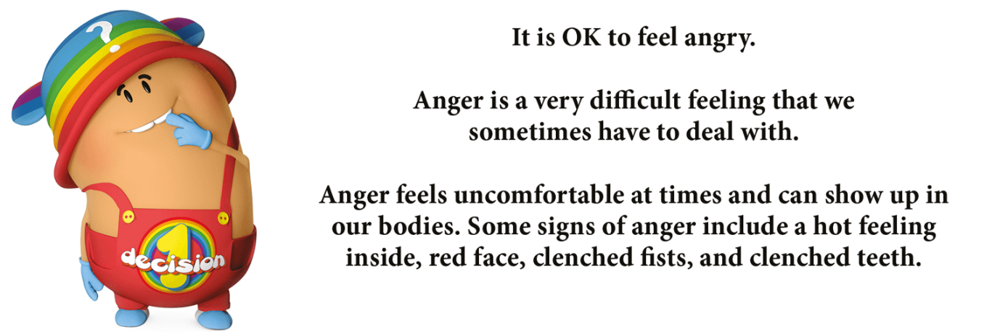 ?
1
decision
It is OK to feel angry.
Anger is a very difficult feeling that we
sometimes have to deal with.
Anger feels uncomfortable at times and can show up in
our bodies. Some signs of anger include a hot feeling
inside, red face, clenched fists, and clenched teeth.